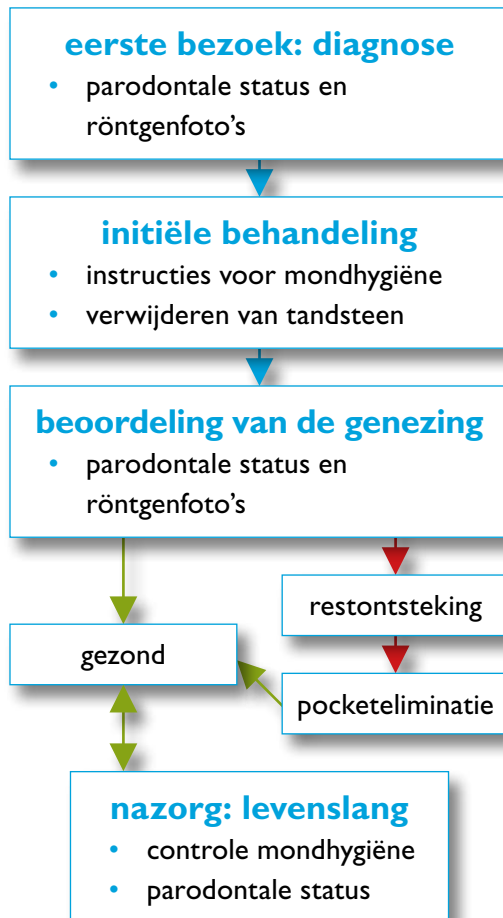 eerste bezoek: diagnose
• parodontale status en
röntgenfoto’s
initiële behandeling
• instructies voor mondhygiëne
• verwijderen van tandsteen
beoordeling van de genezing
• parodontale status en
röntgenfoto’s
restontsteking
gezond
pocketeliminatie
nazorg: levenslang
• controle mondhygiëne
• parodontale status